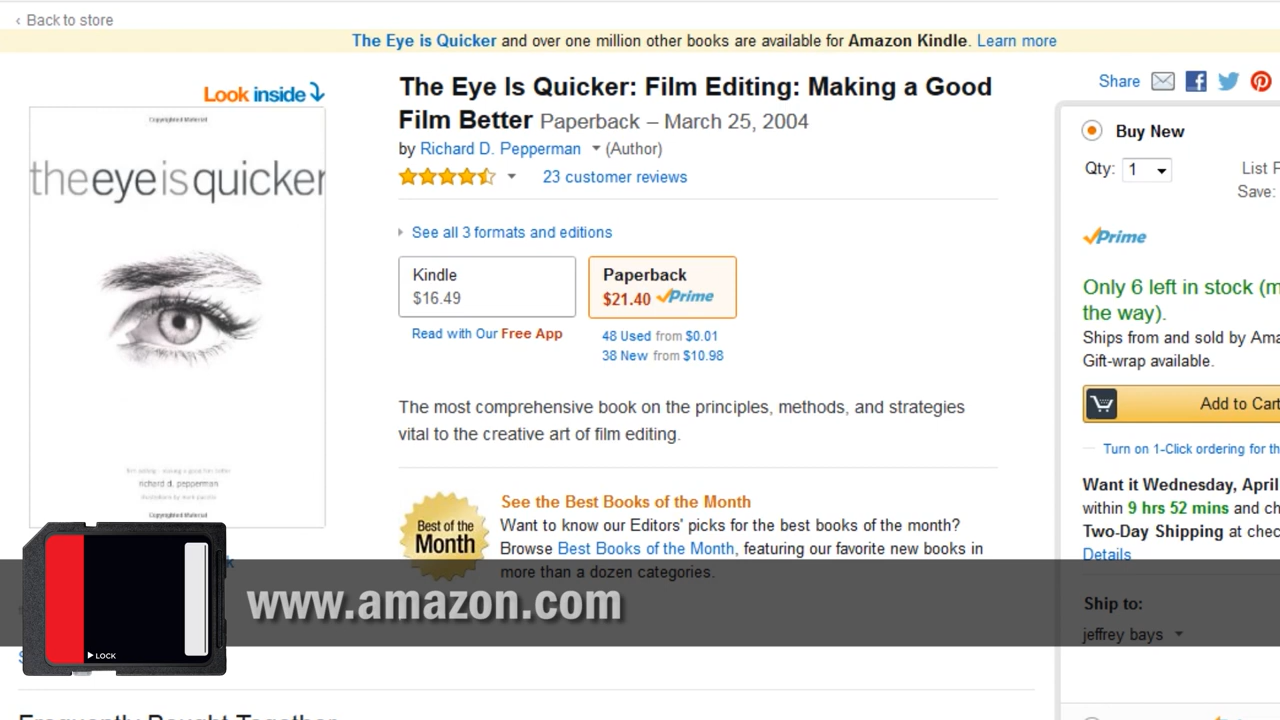 ‹ Back to store
The Eye is Quicker and over one million other books are available for Amazon Kindle. Learn more
Look inside
Copyrighted Material
theeyeisquicker
richard d. pepperman
Copyrighted Material
The Eye Is Quicker: Film Editing: Making a Good
Film Better Paperback – March 25, 2004
by Richard D. Pepperman (Author)
23 customer reviews
See all 3 formats and editions
Kindle
$16.49
Read with Our Free App
Paperback
$21.40 Prime
48 Used from $0.01
38 New from $10.98
The most comprehensive book on the principles, methods, and strategies
vital to the creative art of film editing.
Best of the
Month
See the Best Books of the Month
Want to know our Editors' picks for the best books of the month?
Browse Best Books of the Month, featuring our favorite new books in
more than a dozen categories.
Share
Buy New
Qty: 1
List
Save:
Prime
Only 6 left in stock (m
the way).
Ships from and sold by Ama
Gift-wrap available.
Add to Cart
Turn on 1-Click ordering for th
Want it Wednesday, April
within 9 hrs 52 mins and ch
Two-Day Shipping at chec
Details
Ship to:
jeffrey bays
LOCK
www.amazon.com
Frequently Bought Together